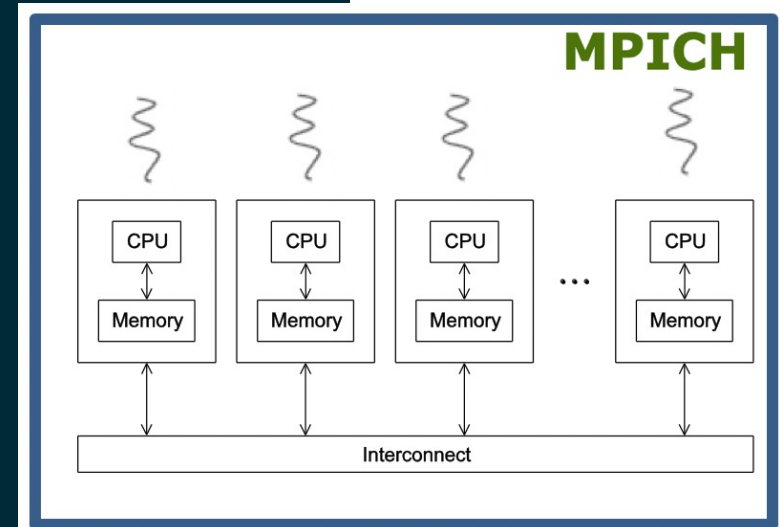 MPICH
CPU CPU CPU CPU
...
Memory Memory Memory Memory
Interconnect